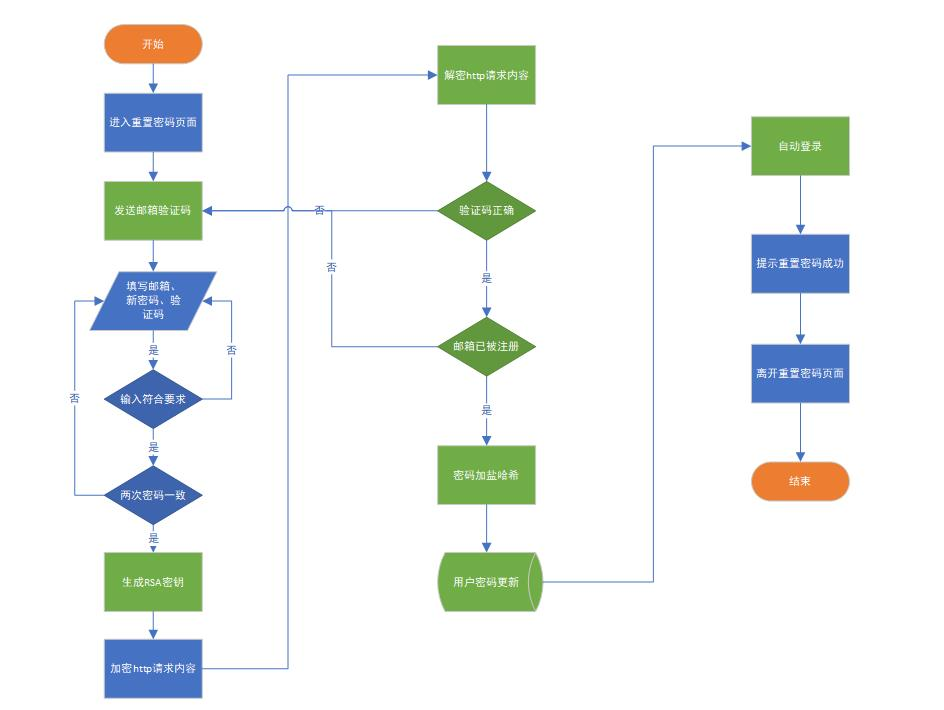 开始
进入重置密码页面
发送邮箱验证码
填写邮箱、
新密码、验
证码
是
否
否
输入符合要求
是
两次密码一致
是
生成RSA密钥
加密http请求内容
解密http请求内容
验证码正确
否
否
是
邮箱已被注册
是
密码加盐哈希
用户密码更新
自动登录
提示重置密码成功
离开重置密码页面
结束